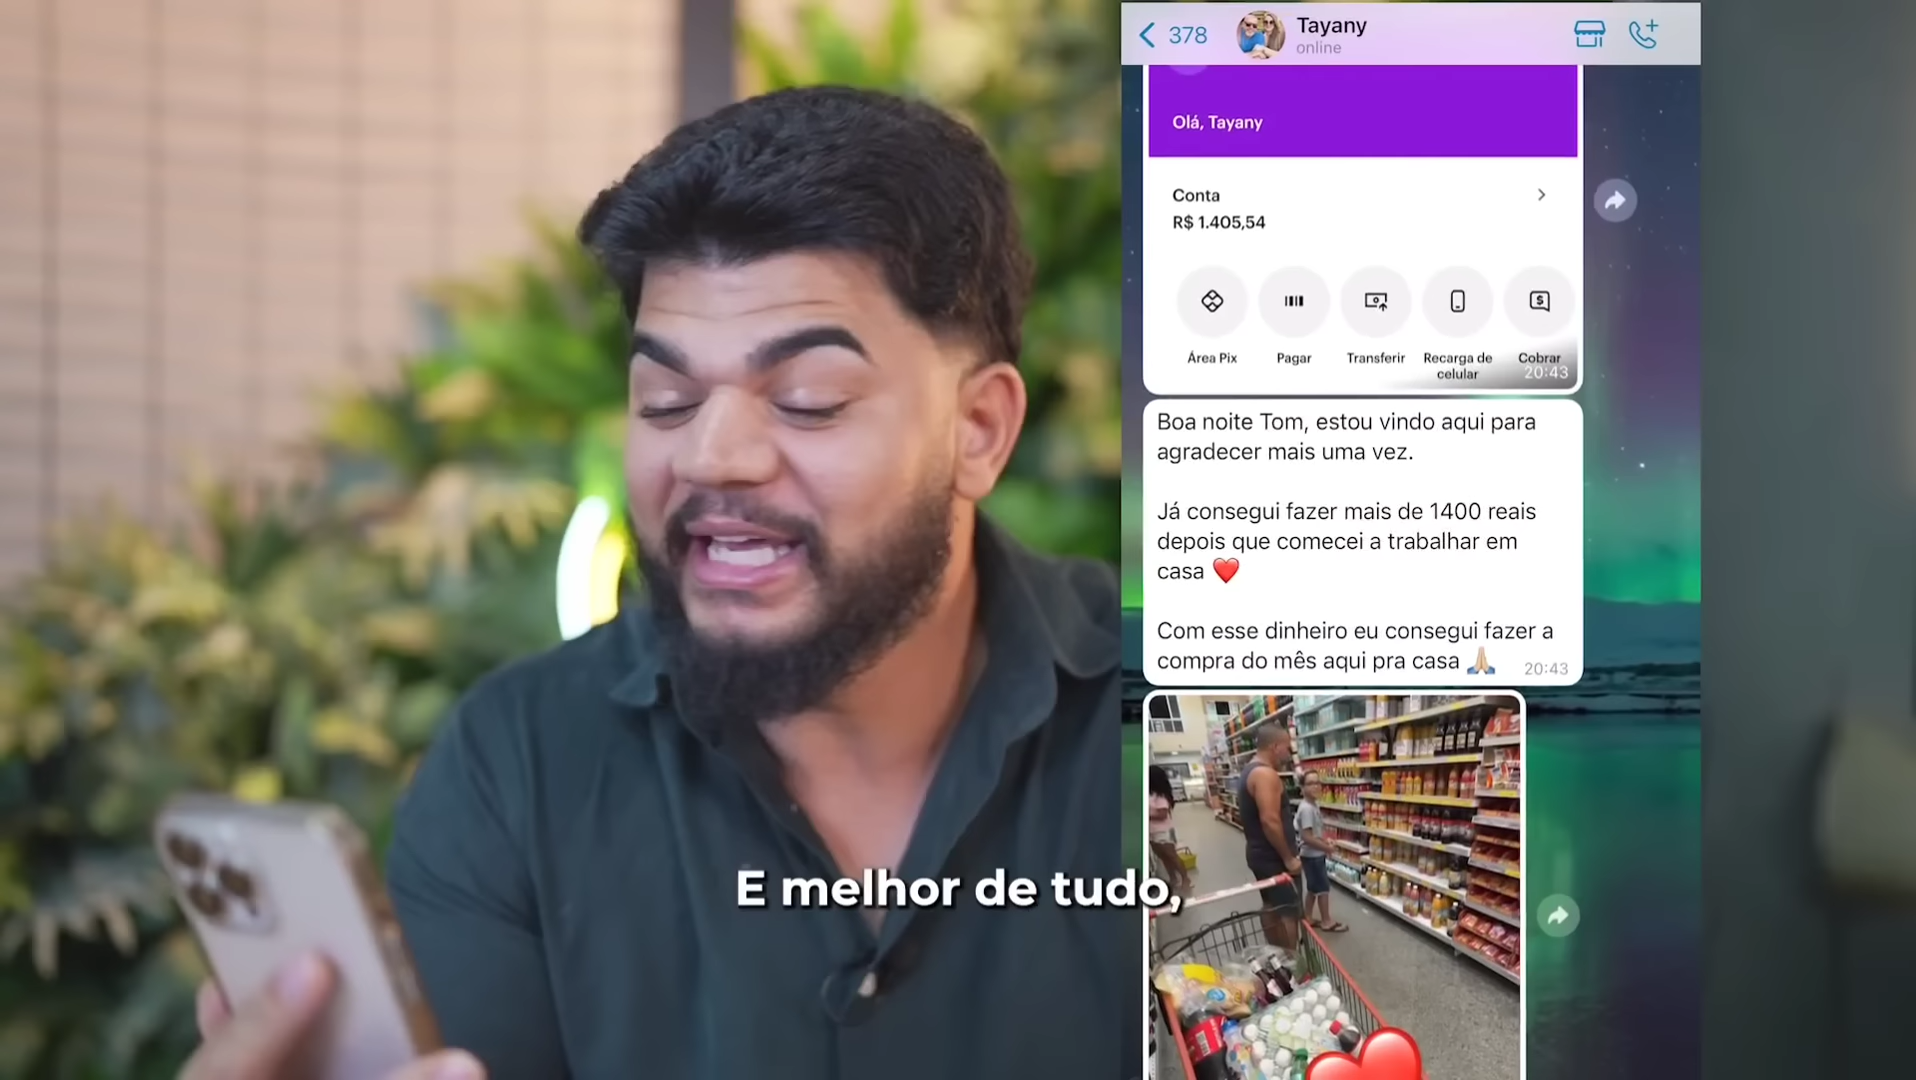 378
Tayany
online
Olá, Tayany
Conta
R$ 1.405,54
Área Pix
Pagar
Transferir
Recarga de
celular
Cobrar
20:43
Boa noite Tom, estou vindo aqui para
agradecer mais uma vez.
Já consegui fazer mais de 1400 reais
depois que comecei a trabalhar em
casa ❤️
Com esse dinheiro eu consegui fazer a
compra do mês aqui pra casa 🙏🏼
20:43
E melhor de tudo,